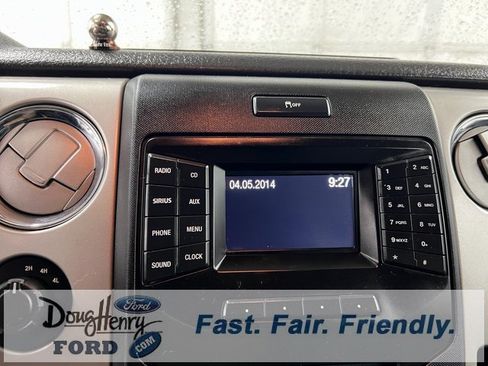 OFF
04.05.2014 9:27
RADIO CD
SIRIUS AUX
PHONE MENU
SOUND CLOCK
1 2 ABC
3 DEF 4 GHI
5 JKL 6 MNO
7 PQRS 8 TUV
9 WXYZ 0
* #
2H 4H 4L
Doug Henry
Ford
FORD .COM
Fast. Fair. Friendly.